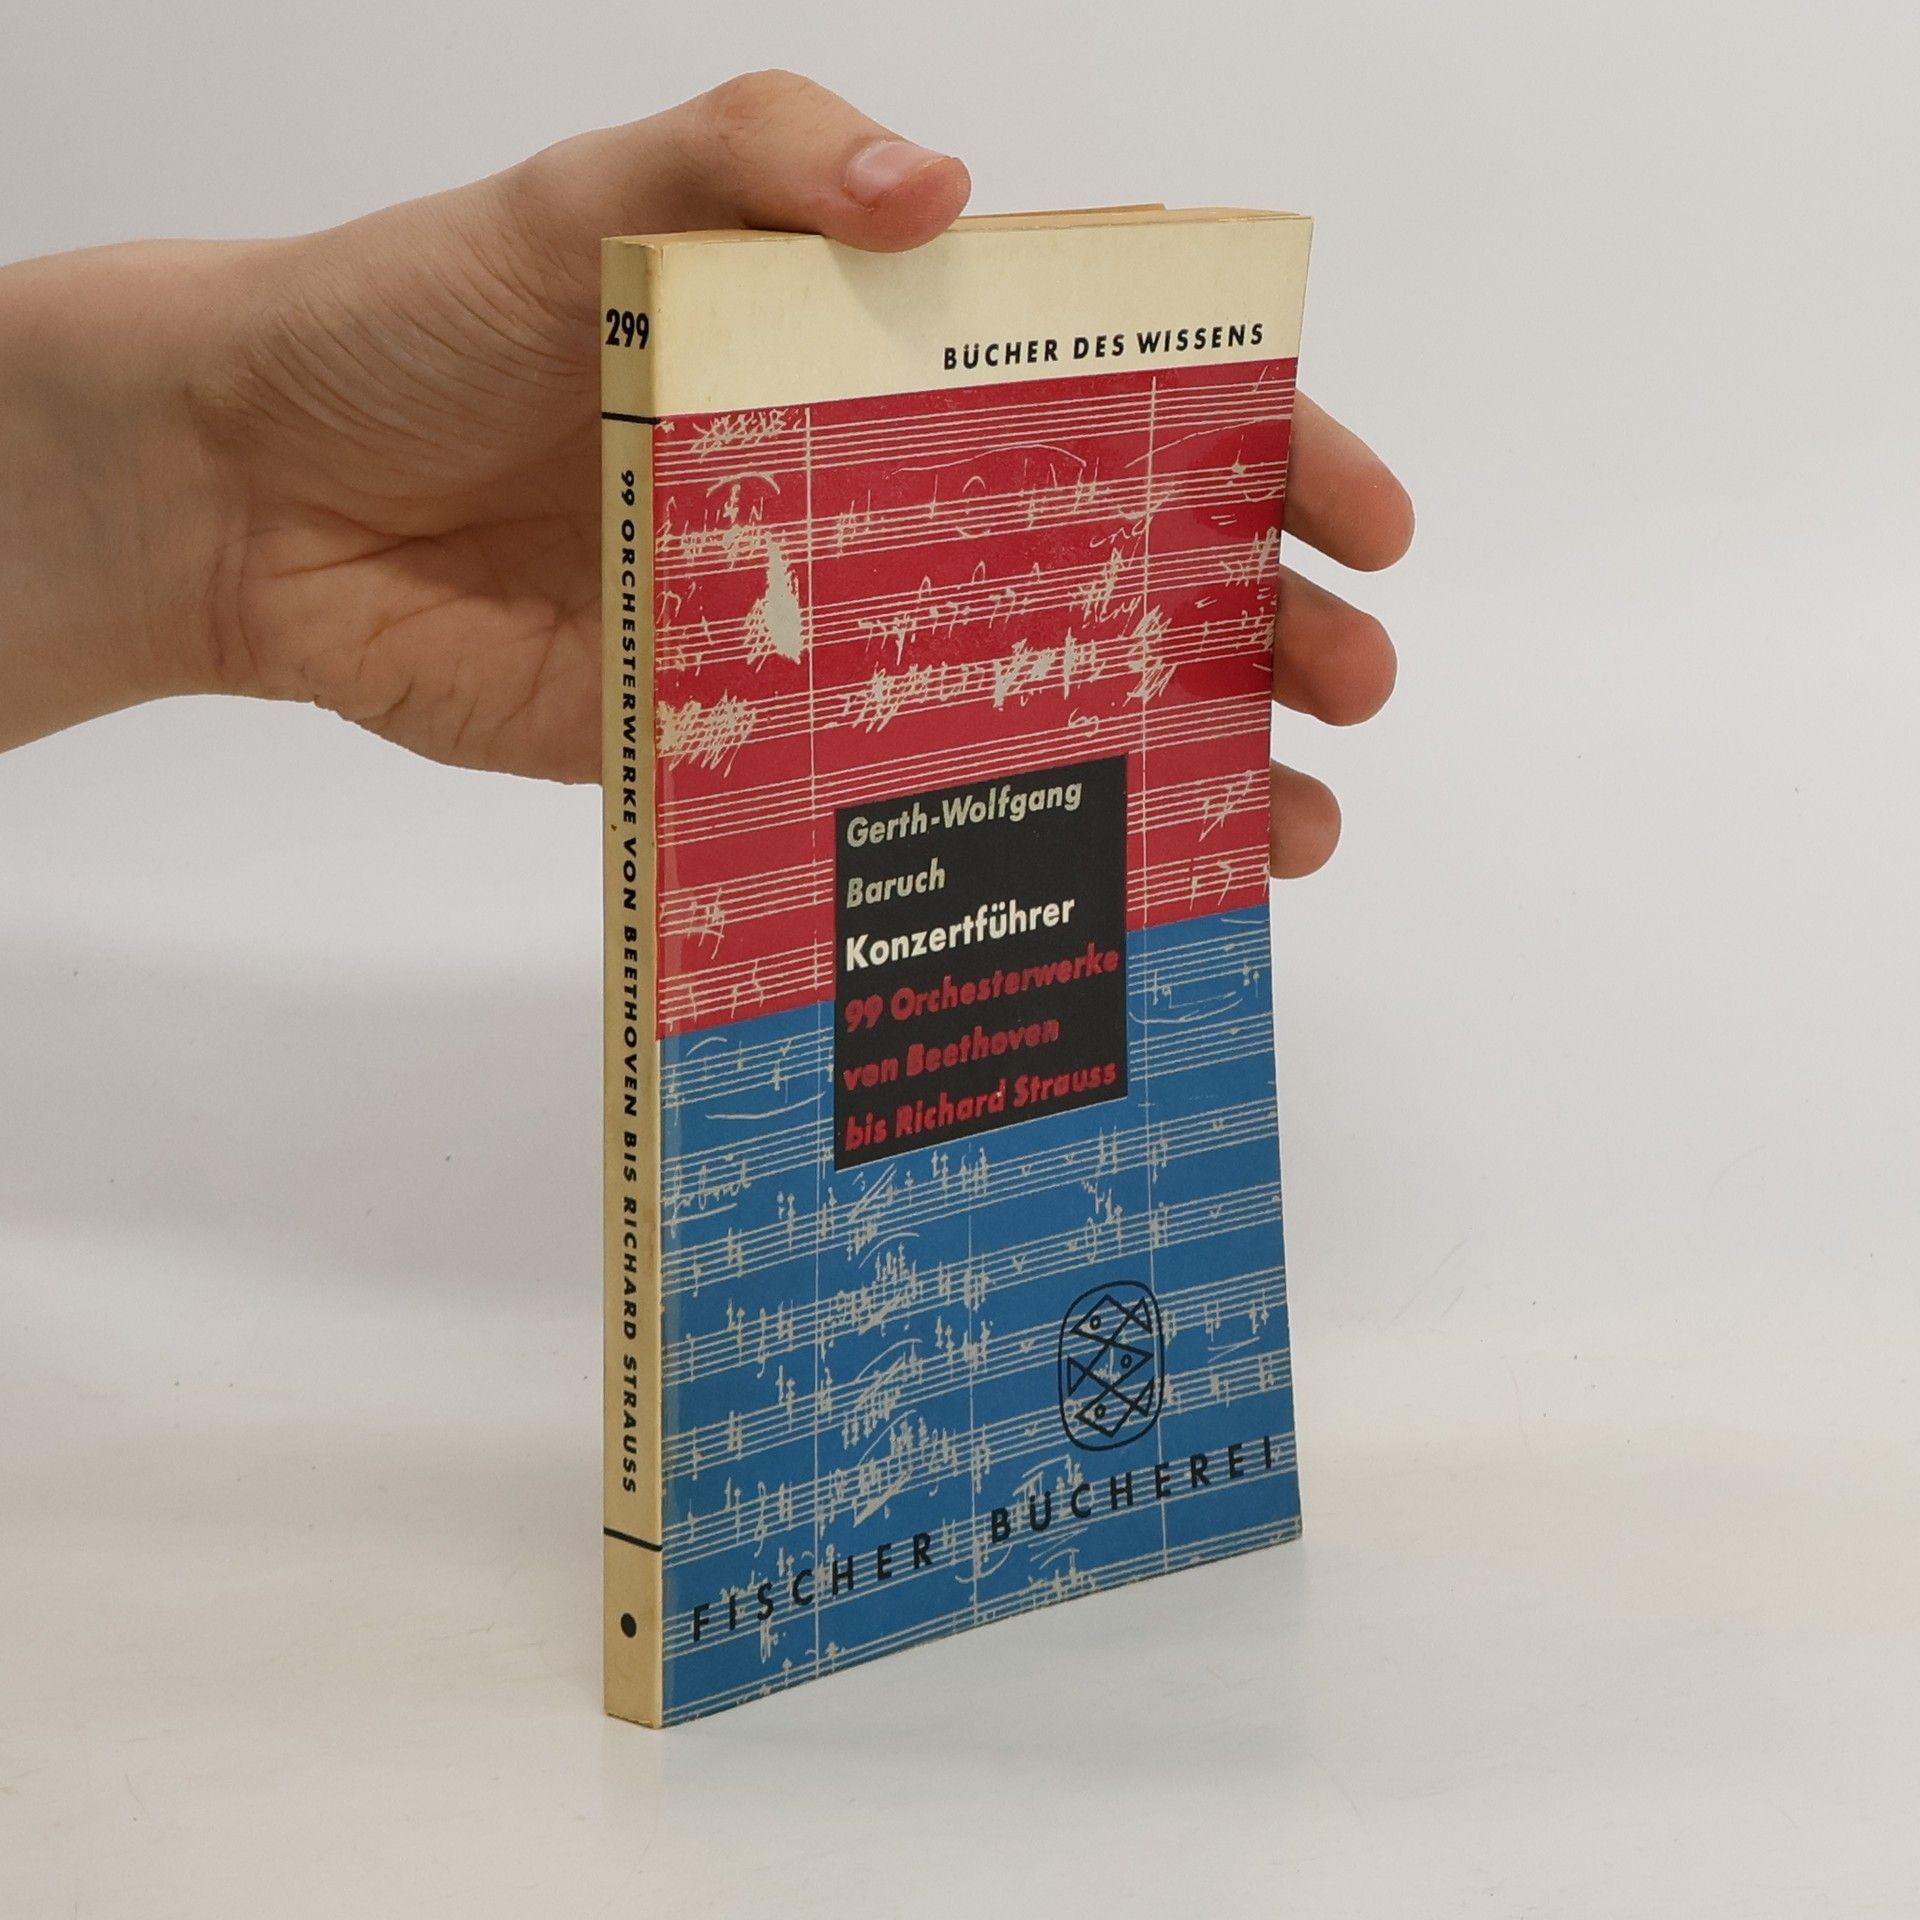 299
99 ORCHESTERWERKE VON BEETHOVEN BIS RICHARD STRAUSS
BÜCHER DES WISSENS
Gerth-Wolfgang
Baruch
Konzertführer
99 Orchesterwerke
von Beethoven
bis Richard Strauss
FISCHER BÜCHEREI